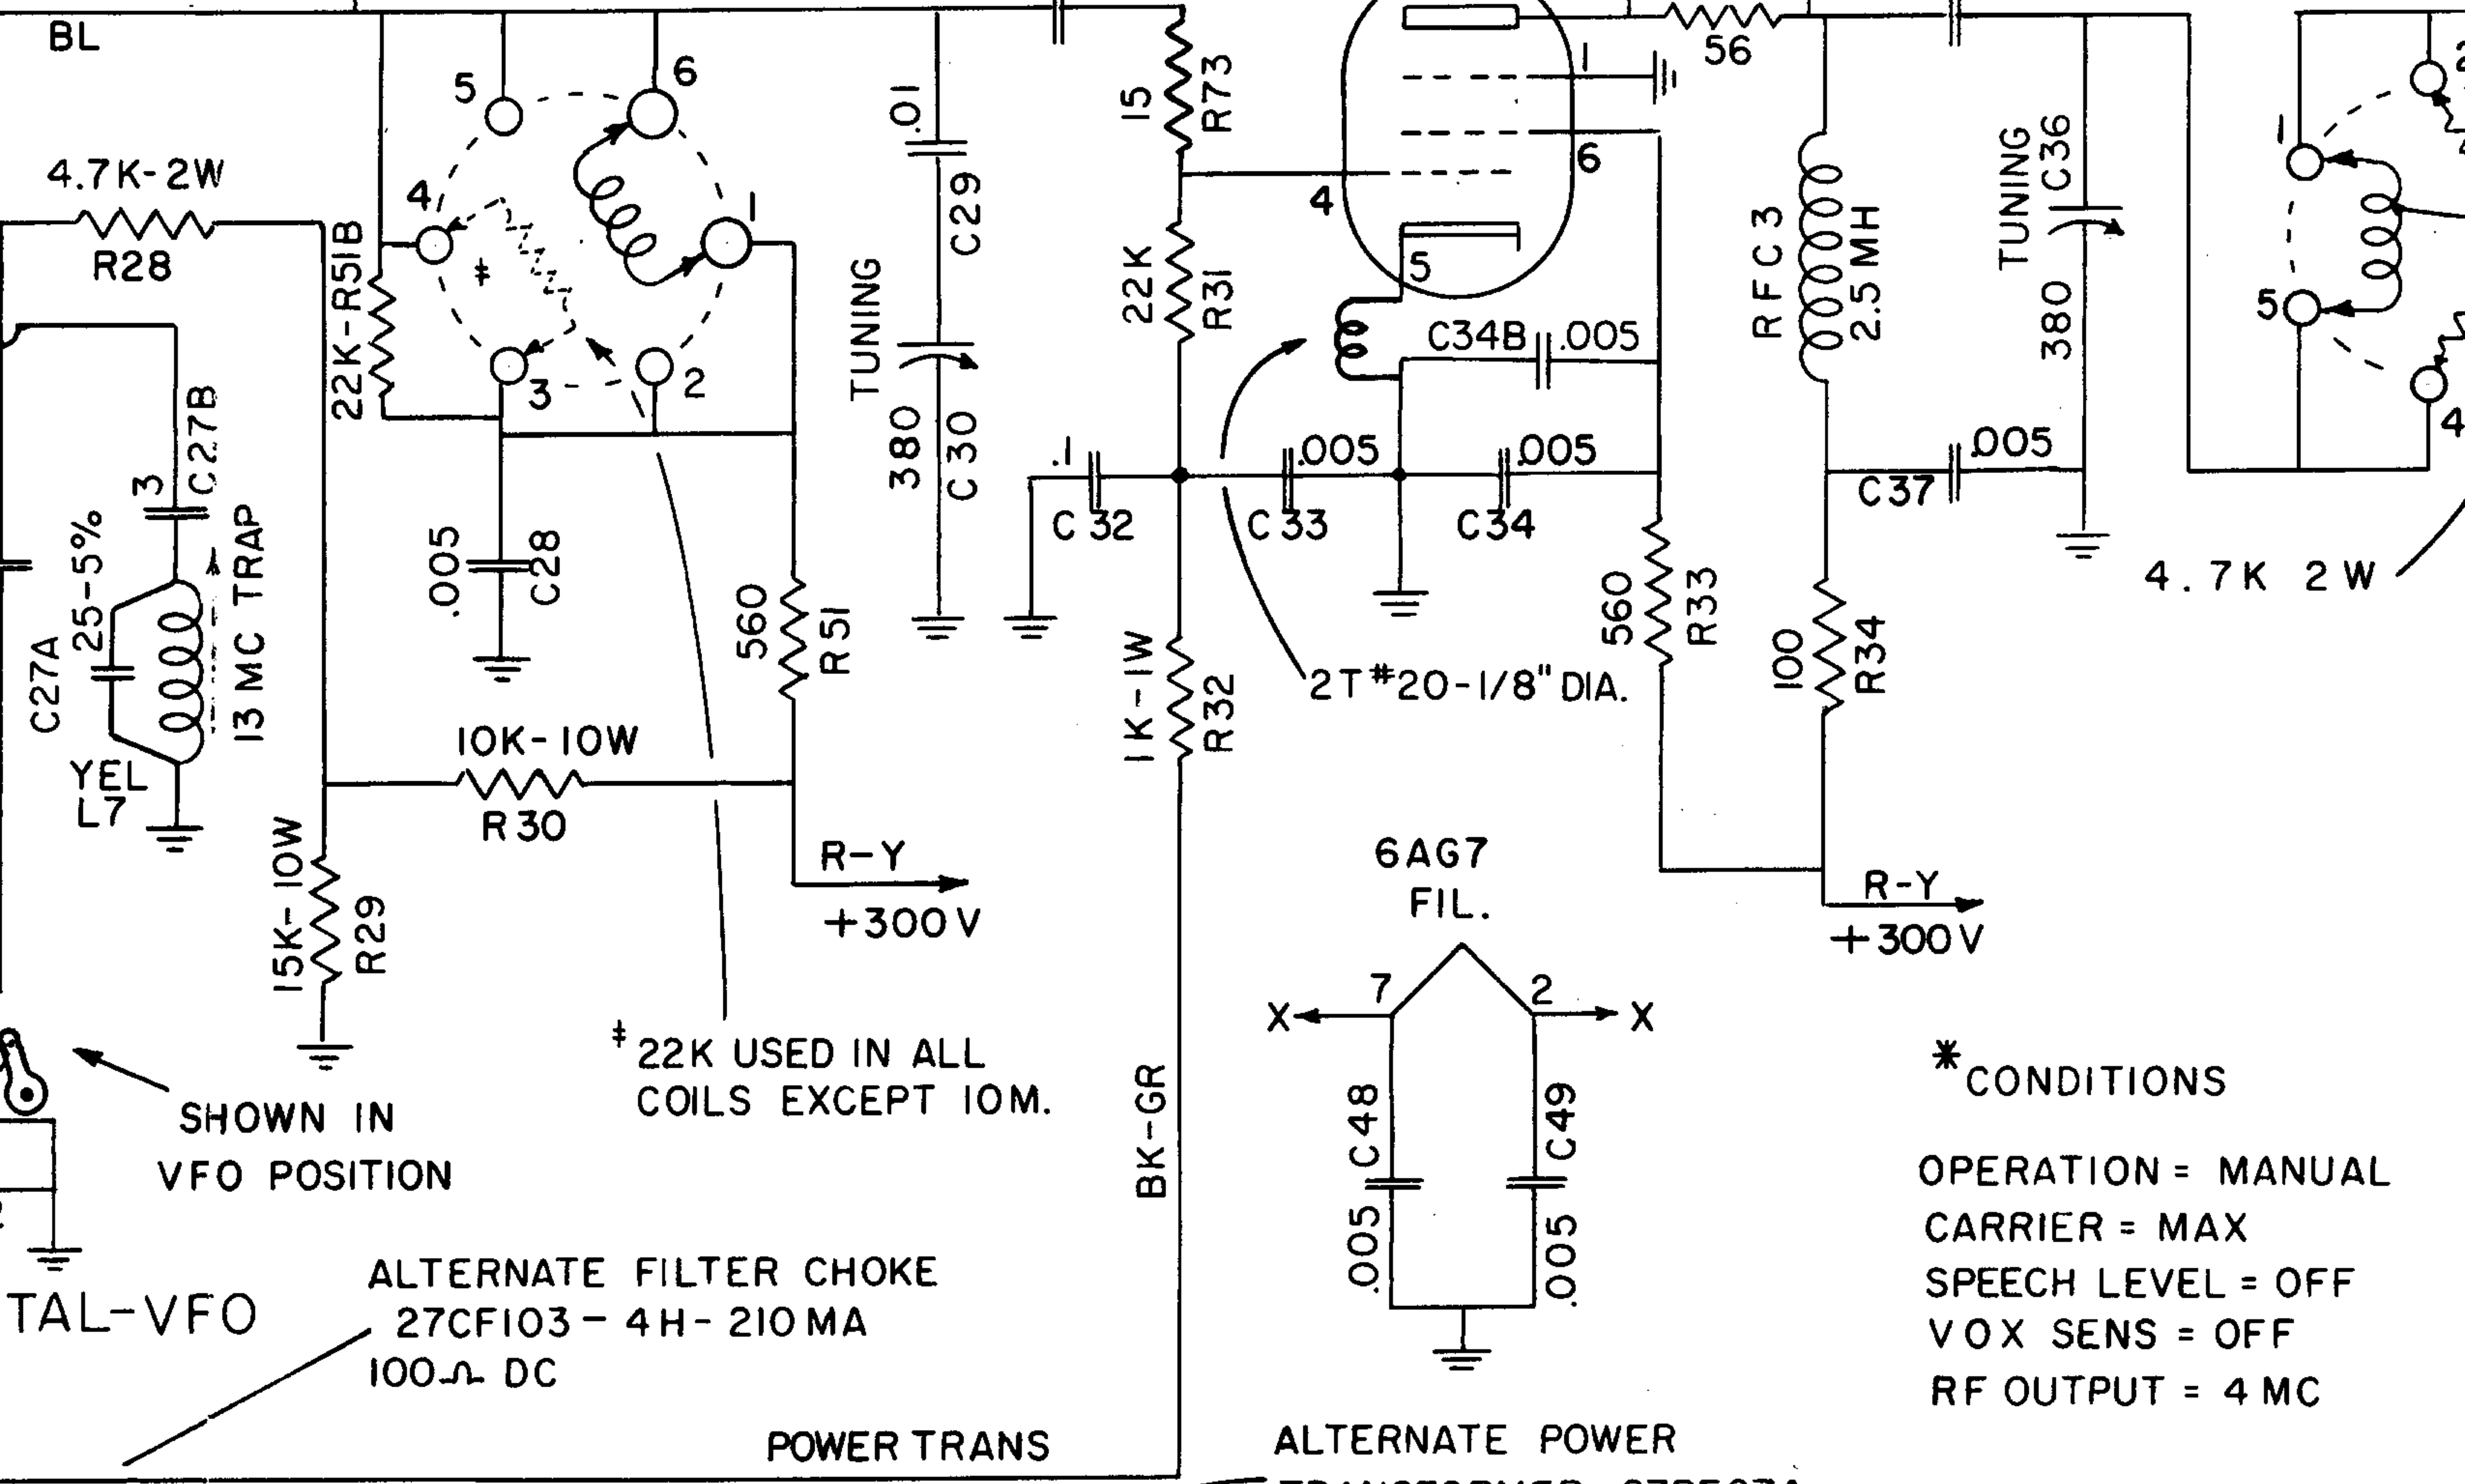 BL
5
6
4.7K-2W
R28
4
1
3
2
22K-R51B
.01
C29
TUNING
380
C30
15
R73
22K
R31
4
1
6
5
56
RFC3
2.5MH
TUNING
C36
380
1
5
4
C34B
.005
.1
C32
.005
C33
.005
C34
C37
.005
4.7K 2W
3
C27B
25-5%
C27A
13 MC TRAP
YEL
L7
.005
C28
560
R51
10K-10W
R30
15K-10W
R29
R-Y
+300V
1K-1W
R32
2T #20-1/8" DIA.
560
R33
100
R34
R-Y
+300V
6AG7
FIL.
7
2
X
X
C48
.005
C49
.005
BK-GR
‡ 22K USED IN ALL
COILS EXCEPT 10M.
SHOWN IN
VFO POSITION
TAL-VFO
ALTERNATE FILTER CHOKE
27CF103-4H-210MA
100Ω DC
POWER TRANS
ALTERNATE POWER
*CONDITIONS
OPERATION = MANUAL
CARRIER = MAX
SPEECH LEVEL = OFF
VOX SENS = OFF
RF OUTPUT = 4 MC